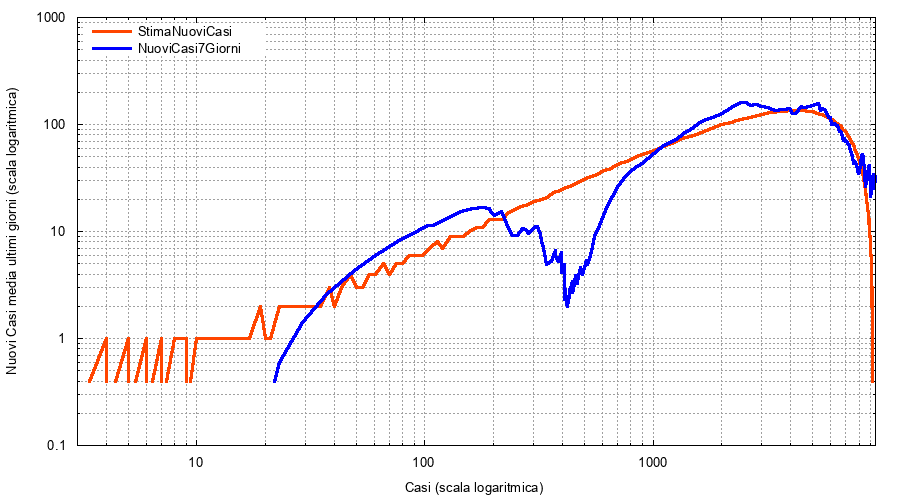 1000
StimaNuoviCasi
NuoviCasi7Giorni
100
10
1
0.1
Nuovi Casi media ultimi giorni (scala logaritmica)
10
100
1000
Casi (scala logaritmica)